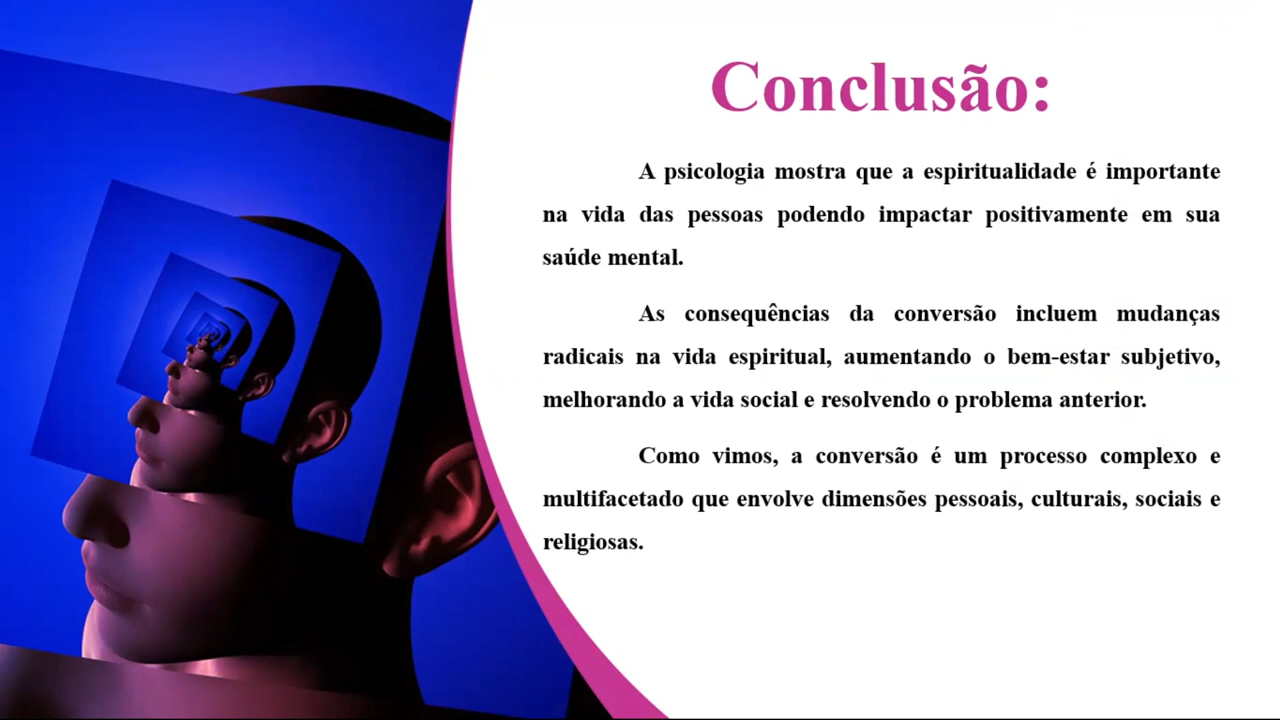 Conclusão:
A psicologia mostra que a espiritualidade é importante
na vida das pessoas podendo impactar positivamente em sua
saúde mental.
As consequências da conversão incluem mudanças
radicais na vida espiritual, aumentando o bem-estar subjetivo,
melhorando a vida social e resolvendo o problema anterior.
Como vimos, a conversão é um processo complexo e
multifacetado que envolve dimensões pessoais, culturais, sociais e
religiosas.